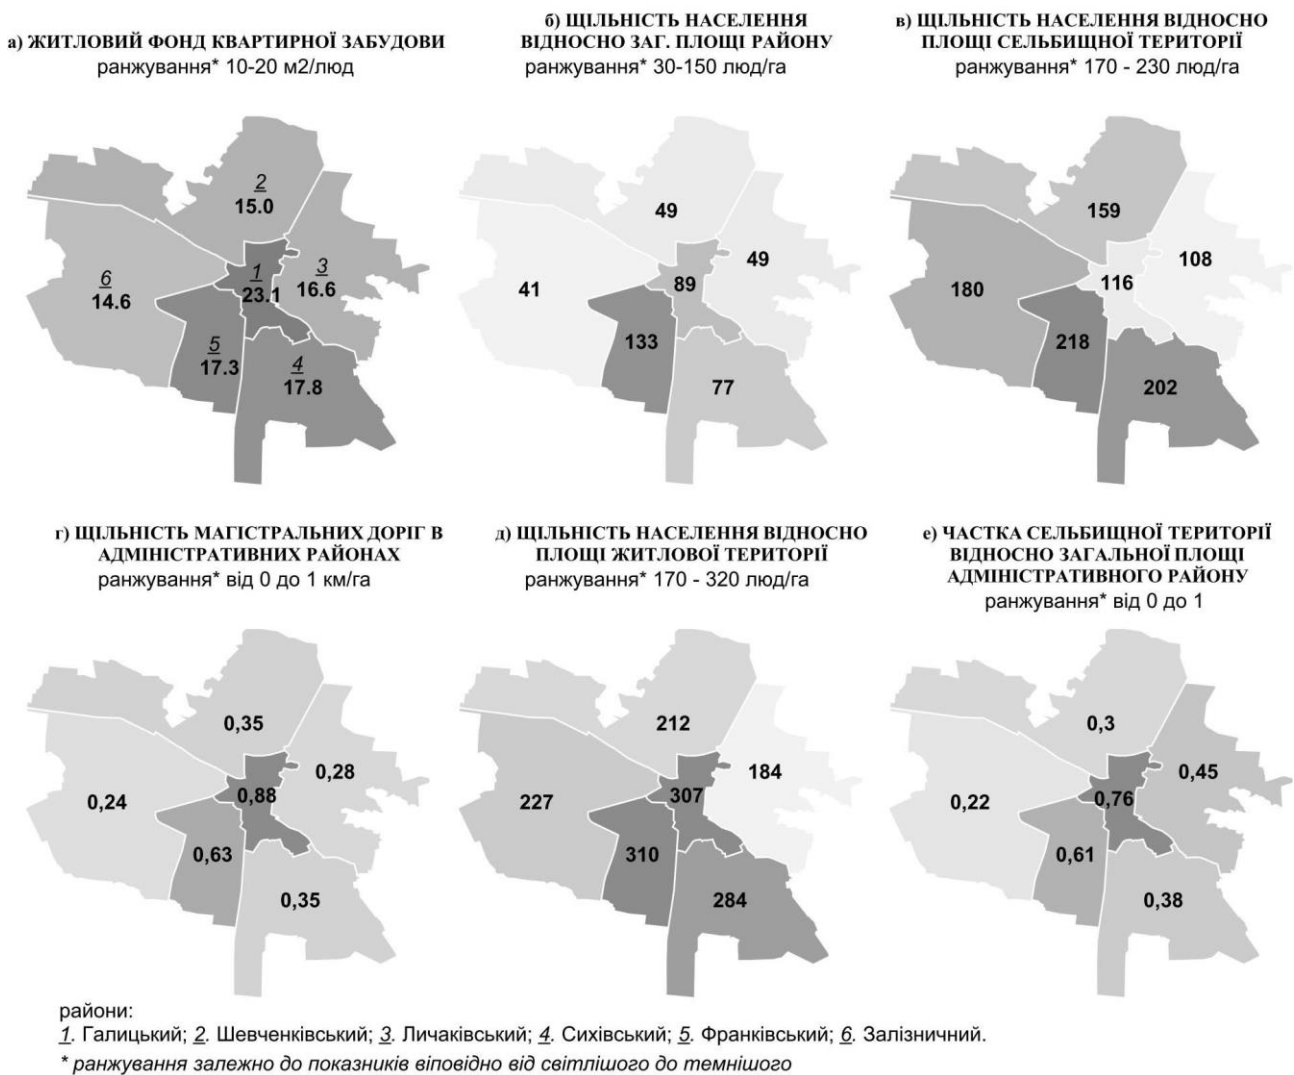 а) ЖИТЛОВИЙ ФОНД КВАРТИРНОЇ ЗАБУДОВИ
ранжування* 10-20 м2/люд
2
15.0
1
23.1
3
16.6
6
14.6
5
17.3
4
17.8
б) ЩІЛЬНІСТЬ НАСЕЛЕННЯ
ВІДНОСНО ЗАГ. ПЛОЩІ РАЙОНУ
ранжування* 30-150 люд/га
49
49
89
41
133
77
в) ЩІЛЬНІСТЬ НАСЕЛЕННЯ ВІДНОСНО
ПЛОЩІ СЕЛЬБИЩНОЇ ТЕРИТОРІЇ
ранжування* 170 - 230 люд/га
159
108
116
180
218
202
г) ЩІЛЬНІСТЬ МАГІСТРАЛЬНИХ ДОРІГ В
АДМІНІСТРАТИВНИХ РАЙОНАХ
ранжування* від 0 до 1 км/га
0,35
0,28
0,88
0,24
0,63
0,35
д) ЩІЛЬНІСТЬ НАСЕЛЕННЯ ВІДНОСНО
ПЛОЩІ ЖИТЛОВОЇ ТЕРИТОРІЇ
ранжування* 170 - 320 люд/га
212
184
307
227
310
284
е) ЧАСТКА СЕЛЬБИЩНОЇ ТЕРИТОРІЇ
ВІДНОСНО ЗАГАЛЬНОЇ ПЛОЩІ
АДМІНІСТРАТИВНОГО РАЙОНУ
ранжування* від 0 до 1
0,3
0,45
0,76
0,22
0,61
0,38
райони:
1. Галицький; 2. Шевченківський; 3. Личаківський; 4. Сихівський; 5. Франківський; 6. Залізничний.
* ранжування залежно до показників віповідно від світлішого до темнішого